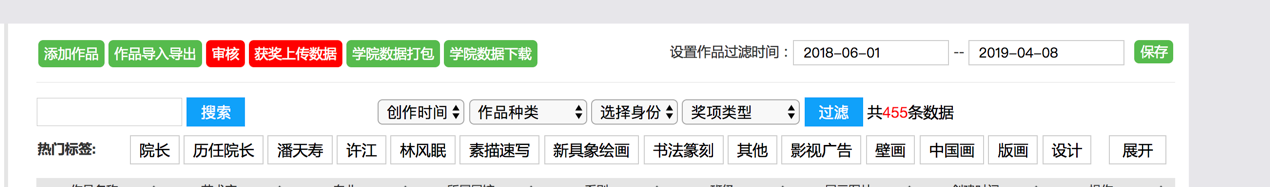 添加作品 作品导入导出 审核 获奖上传数据 学院数据打包 学院数据下载 设置作品过滤时间： 2018-06-01 -- 2019-04-08 保存
搜索 创作时间 作品种类 选择身份 奖项类型 过滤 共455条数据
热门标签: 院长 历任院长 潘天寿 许江 林风眠 素描速写 新具象绘画 书法篆刻 其他 影视广告 壁画 中国画 版画 设计 展开